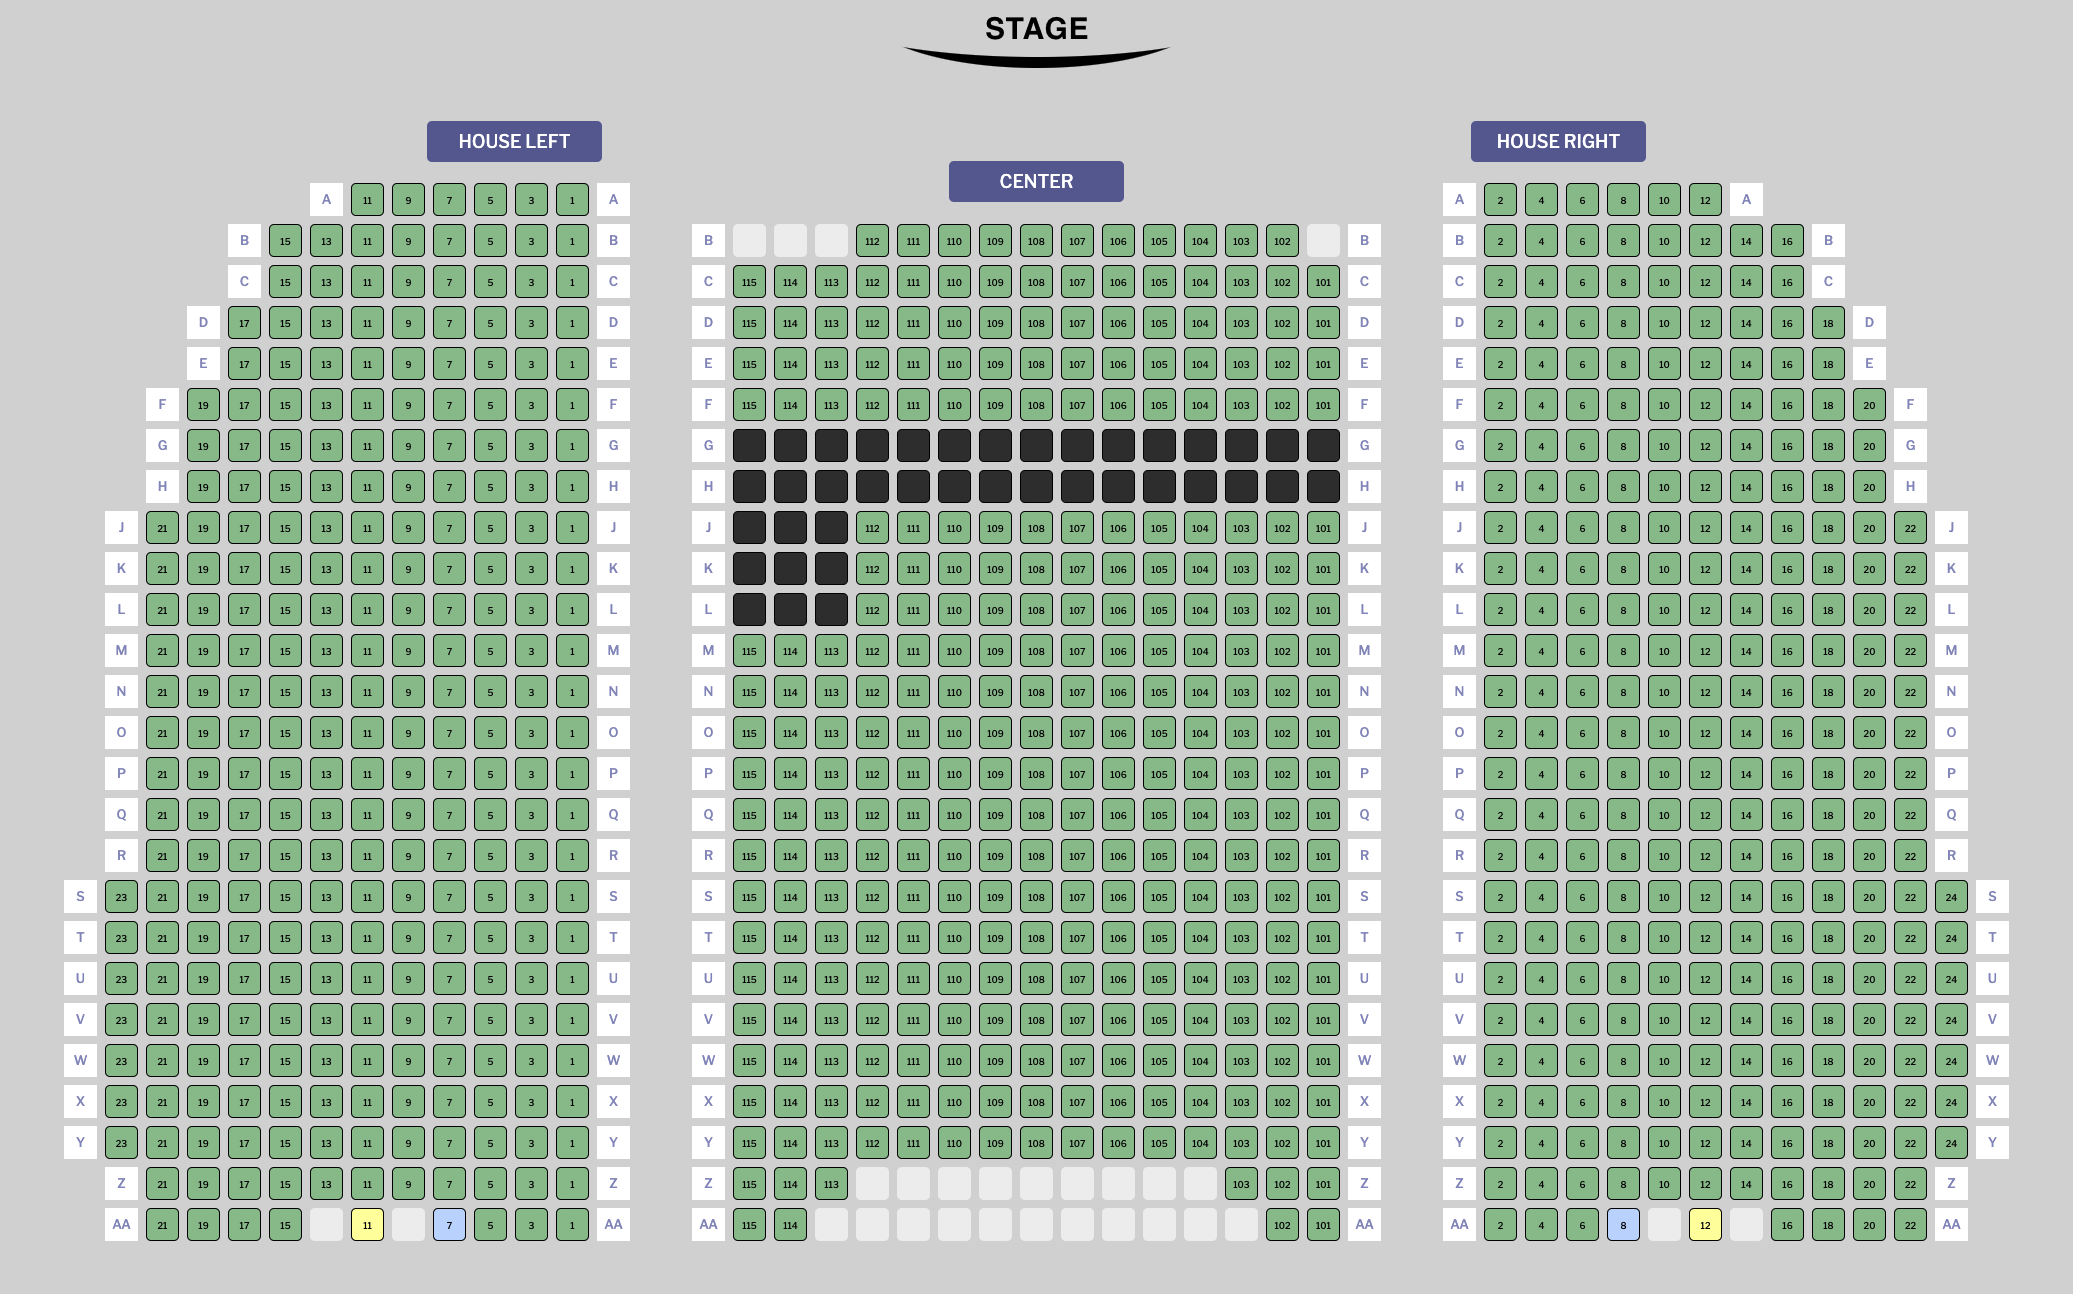 STAGE
HOUSE LEFT HOUSE RIGHT
CENTER
A 11 9 7 5 3 1 A A 2 4 6 8 10 12 A
B 15 13 11 9 7 5 3 1 B B 112 111 110 109 108 107 106 105 104 103 102 B B 2 4 6 8 10 12 14 16 B
C 15 13 11 9 7 5 3 1 C C 115 114 113 112 111 110 109 108 107 106 105 104 103 102 101 C C 2 4 6 8 10 12 14 16 C
D 17 15 13 11 9 7 5 3 1 D D 115 114 113 112 111 110 109 108 107 106 105 104 103 102 101 D D 2 4 6 8 10 12 14 16 18 D
E 17 15 13 11 9 7 5 3 1 E E 115 114 113 112 111 110 109 108 107 106 105 104 103 102 101 E E 2 4 6 8 10 12 14 16 18 E
F 19 17 15 13 11 9 7 5 3 1 F F 115 114 113 112 111 110 109 108 107 106 105 104 103 102 101 F F 2 4 6 8 10 12 14 16 18 20 F
G 19 17 15 13 11 9 7 5 3 1 G G G G 2 4 6 8 10 12 14 16 18 20 G
H 19 17 15 13 11 9 7 5 3 1 H H H H 2 4 6 8 10 12 14 16 18 20 H
J 21 19 17 15 13 11 9 7 5 3 1 J J 112 111 110 109 108 107 106 105 104 103 102 101 J J 2 4 6 8 10 12 14 16 18 20 22 J
K 21 19 17 15 13 11 9 7 5 3 1 K K 112 111 110 109 108 107 106 105 104 103 102 101 K K 2 4 6 8 10 12 14 16 18 20 22 K
L 21 19 17 15 13 11 9 7 5 3 1 L L 112 111 110 109 108 107 106 105 104 103 102 101 L L 2 4 6 8 10 12 14 16 18 20 22 L
M 21 19 17 15 13 11 9 7 5 3 1 M M 115 114 113 112 111 110 109 108 107 106 105 104 103 102 101 M M 2 4 6 8 10 12 14 16 18 20 22 M
N 21 19 17 15 13 11 9 7 5 3 1 N N 115 114 113 112 111 110 109 108 107 106 105 104 103 102 101 N N 2 4 6 8 10 12 14 16 18 20 22 N
O 21 19 17 15 13 11 9 7 5 3 1 O O 115 114 113 112 111 110 109 108 107 106 105 104 103 102 101 O O 2 4 6 8 10 12 14 16 18 20 22 O
P 21 19 17 15 13 11 9 7 5 3 1 P P 115 114 113 112 111 110 109 108 107 106 105 104 103 102 101 P P 2 4 6 8 10 12 14 16 18 20 22 P
Q 21 19 17 15 13 11 9 7 5 3 1 Q Q 115 114 113 112 111 110 109 108 107 106 105 104 103 102 101 Q Q 2 4 6 8 10 12 14 16 18 20 22 Q
R 21 19 17 15 13 11 9 7 5 3 1 R R 115 114 113 112 111 110 109 108 107 106 105 104 103 102 101 R R 2 4 6 8 10 12 14 16 18 20 22 R
S 23 21 19 17 15 13 11 9 7 5 3 1 S S 115 114 113 112 111 110 109 108 107 106 105 104 103 102 101 S S 2 4 6 8 10 12 14 16 18 20 22 24 S
T 23 21 19 17 15 13 11 9 7 5 3 1 T T 115 114 113 112 111 110 109 108 107 106 105 104 103 102 101 T T 2 4 6 8 10 12 14 16 18 20 22 24 T
U 23 21 19 17 15 13 11 9 7 5 3 1 U U 115 114 113 112 111 110 109 108 107 106 105 104 103 102 101 U U 2 4 6 8 10 12 14 16 18 20 22 24 U
V 23 21 19 17 15 13 11 9 7 5 3 1 V V 115 114 113 112 111 110 109 108 107 106 105 104 103 102 101 V V 2 4 6 8 10 12 14 16 18 20 22 24 V
W 23 21 19 17 15 13 11 9 7 5 3 1 W W 115 114 113 112 111 110 109 108 107 106 105 104 103 102 101 W W 2 4 6 8 10 12 14 16 18 20 22 24 W
X 23 21 19 17 15 13 11 9 7 5 3 1 X X 115 114 113 112 111 110 109 108 107 106 105 104 103 102 101 X X 2 4 6 8 10 12 14 16 18 20 22 24 X
Y 23 21 19 17 15 13 11 9 7 5 3 1 Y Y 115 114 113 112 111 110 109 108 107 106 105 104 103 102 101 Y Y 2 4 6 8 10 12 14 16 18 20 22 24 Y
Z 21 19 17 15 13 11 9 7 5 3 1 Z Z 115 114 113 103 102 101 Z Z 2 4 6 8 10 12 14 16 18 20 22 Z
AA 21 19 17 15 11 7 5 3 1 AA AA 115 114 102 101 AA AA 2 4 6 8 12 16 18 20 22 AA